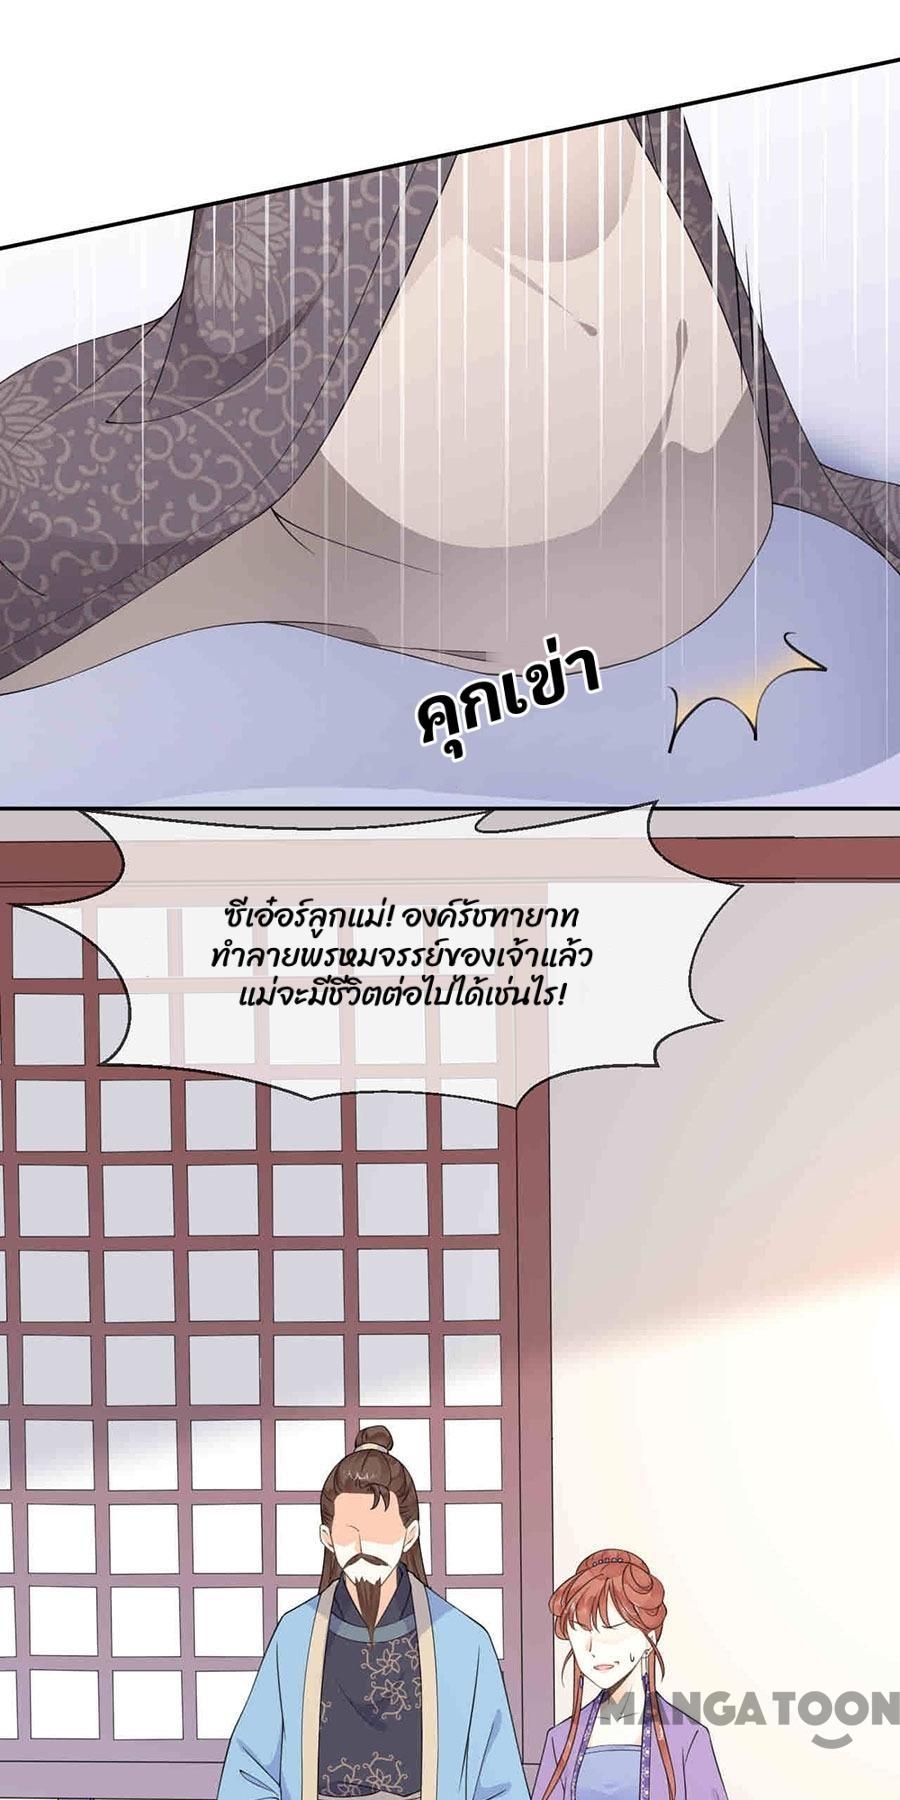 คุกเข่า
ซีเอ๋อร์ลูกแม่! องค์รัชทายาท
ทำลายพรหมจรรย์ของเจ้าแล้ว
แม่จะมีชีวิตต่อไปได้เช่นไร!
MANGATOON